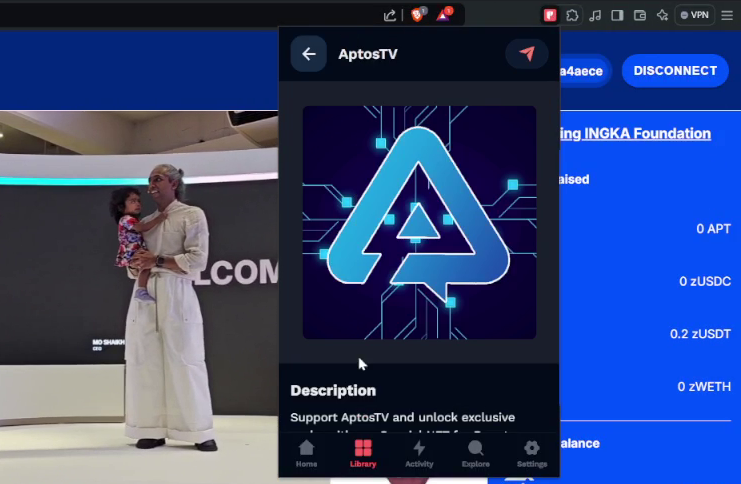 VPN
AptosTV
a4aece
DISCONNECT
ing INGKA Foundation
aised
0 APT
0 zUSDC
0.2 zUSDT
0 zWETH
alance
LCOM
MO SHAIKH
CEO
Description
Support AptosTV and unlock exclusive
Home
Library
Activity
Explore
Settings